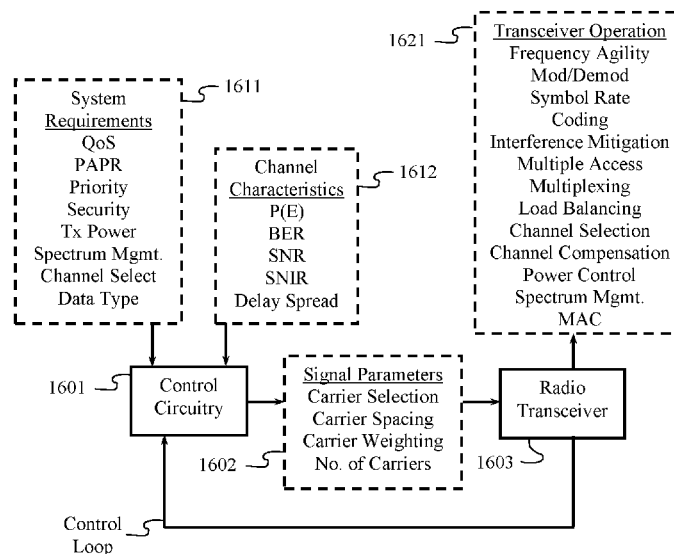 1611
System
Requirements
QoS
PAPR
Priority
Security
Tx Power
Spectrum Mgmt.
Channel Select
Data Type
1612
Channel
Characteristics
P(E)
BER
SNR
SNIR
Delay Spread
1621
Transceiver Operation
Frequency Agility
Mod/Demod
Symbol Rate
Coding
Interference Mitigation
Multiple Access
Multiplexing
Load Balancing
Channel Selection
Channel Compensation
Power Control
Spectrum Mgmt.
MAC
1601
Control
Circuitry
Signal Parameters
Carrier Selection
Carrier Spacing
Carrier Weighting
No. of Carriers
1602
Radio
Transceiver
1603
Control
Loop